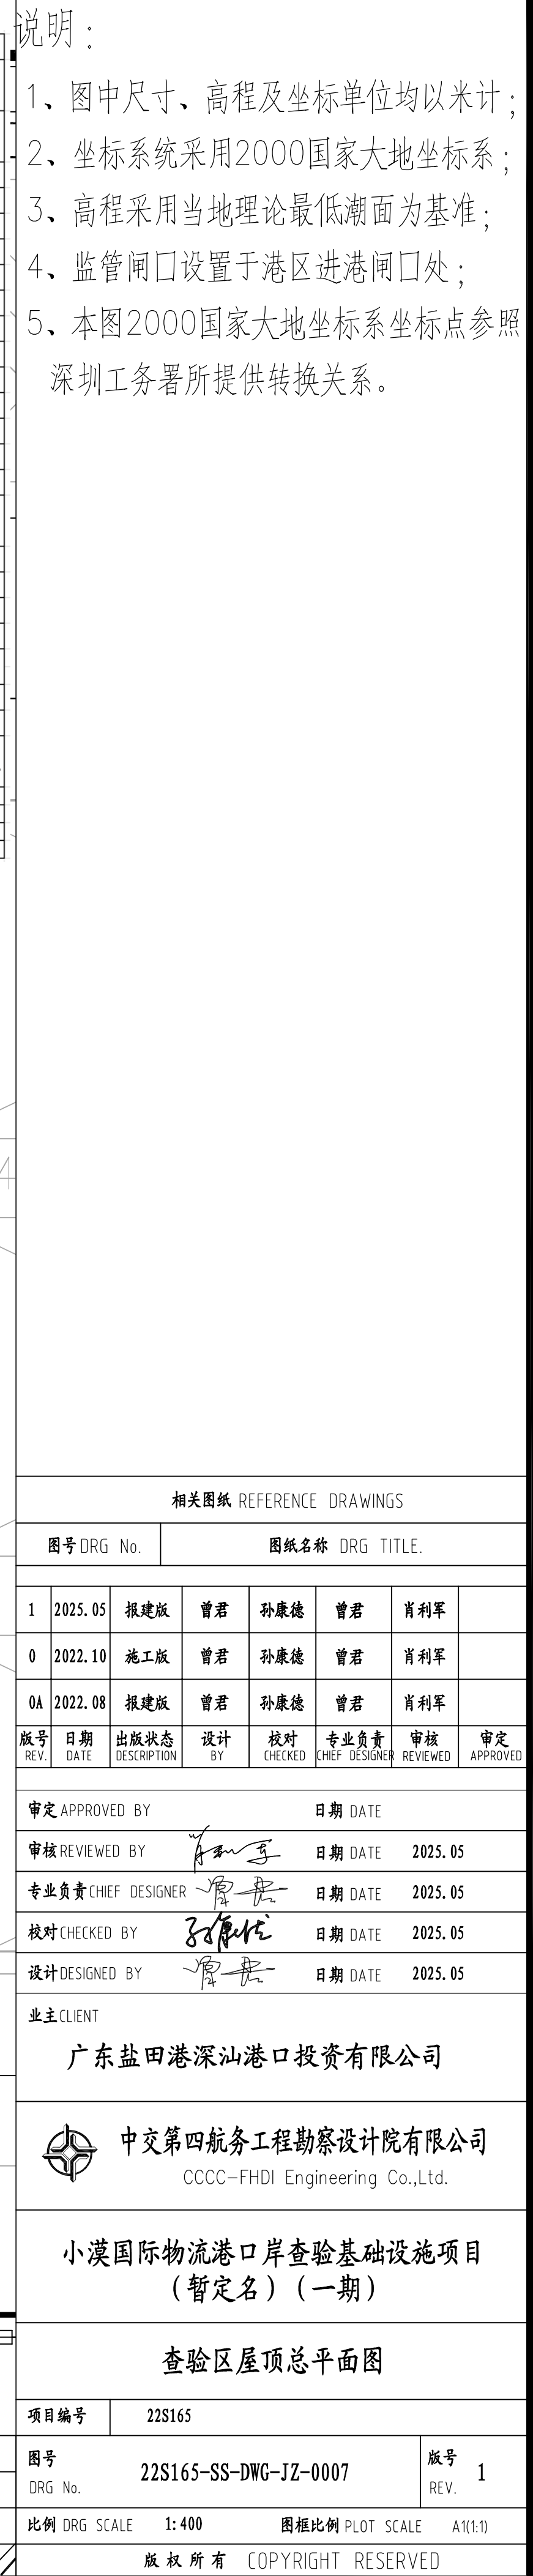 说明：
1、图中尺寸、高程及坐标单位均以米计；
2、坐标系统采用2000国家大地坐标系；
3、高程采用当地理论最低潮面为基准；
4、监管闸口设置于港区进港闸口处；
5、本图2000国家大地坐标系坐标点参照
深圳工务署所提供转换关系。
4
相关图纸 REFERENCE DRAWINGS
图号 DRG No. 图纸名称 DRG TITLE.
1 2025.05 报建版 曾君 孙康德 曾君 肖利军
0 2022.10 施工版 曾君 孙康德 曾君 肖利军
0A 2022.08 报建版 曾君 孙康德 曾君 肖利军
版号 日期 出版状态 设计 校对 专业负责 审核 审定
REV. DATE DESCRIPTION BY CHECKED CHIEF DESIGNER REVIEWED APPROVED
审定 APPROVED BY 日期 DATE
审核 REVIEWED BY 肖利军 日期 DATE 2025.05
专业负责 CHIEF DESIGNER 曾君 日期 DATE 2025.05
校对 CHECKED BY 孙康德 日期 DATE 2025.05
设计 DESIGNED BY 曾君 日期 DATE 2025.05
业主 CLIENT
广东盐田港深汕港口投资有限公司
中交第四航务工程勘察设计院有限公司
CCCC-FHDI Engineering Co.,Ltd.
小漠国际物流港口岸查验基础设施项目
（暂定名）（一期）
查验区屋顶总平面图
项目编号 22S165
图号 DRG No. 22S165-SS-DWG-JZ-0007 版号 REV. 1
比例 DRG SCALE 1:400 图框比例 PLOT SCALE A1(1:1)
版权所有 COPYRIGHT RESERVED